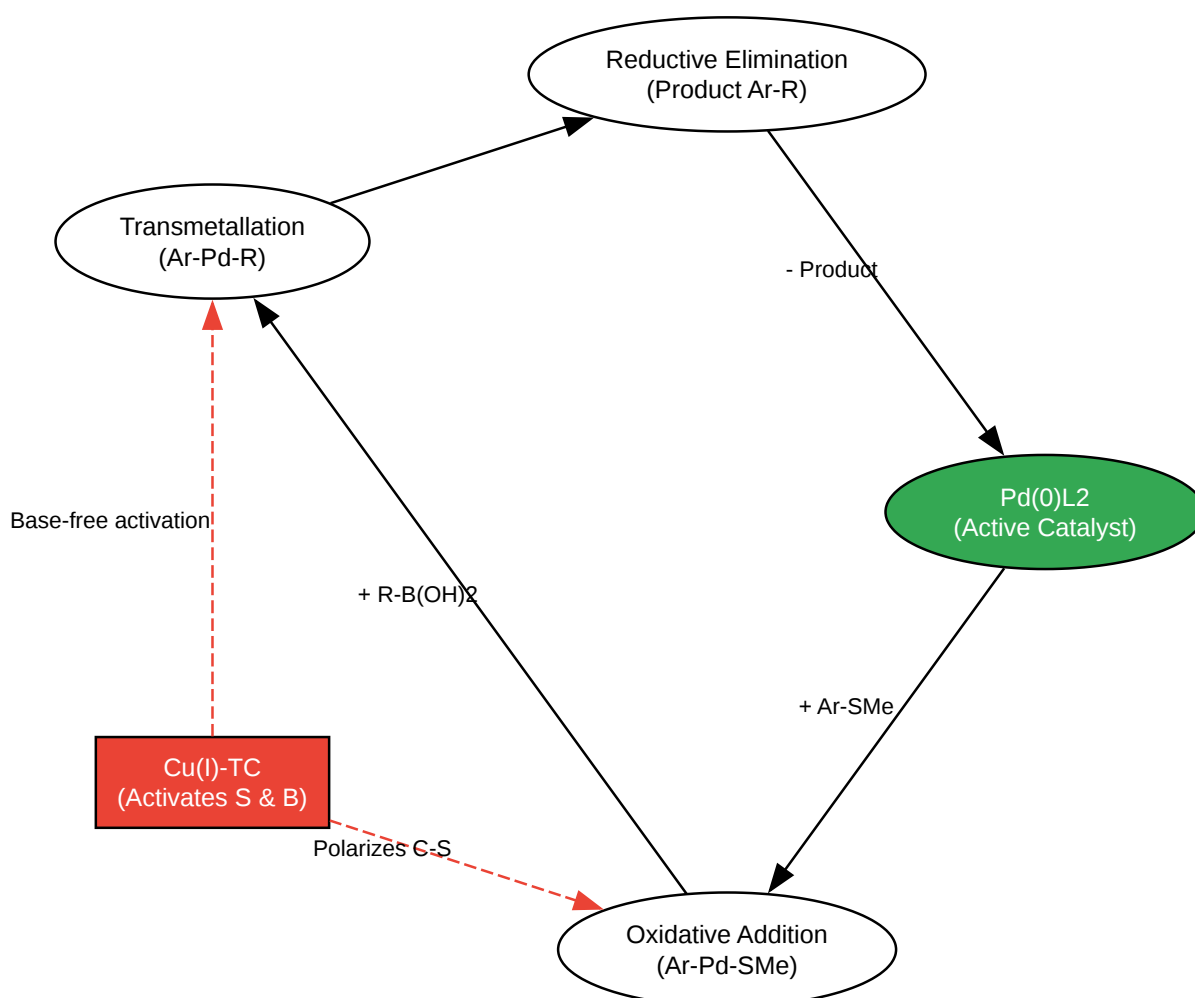 Reductive Elimination
(Product Ar-R)
Transmetallation
(Ar-Pd-R)
- Product
Pd(0)L2
(Active Catalyst)
Base-free activation
+ R-B(OH)2
+ Ar-SMe
Cu(I)-TC
(Activates S & B)
Polarizes C-S
Oxidative Addition
(Ar-Pd-SMe)